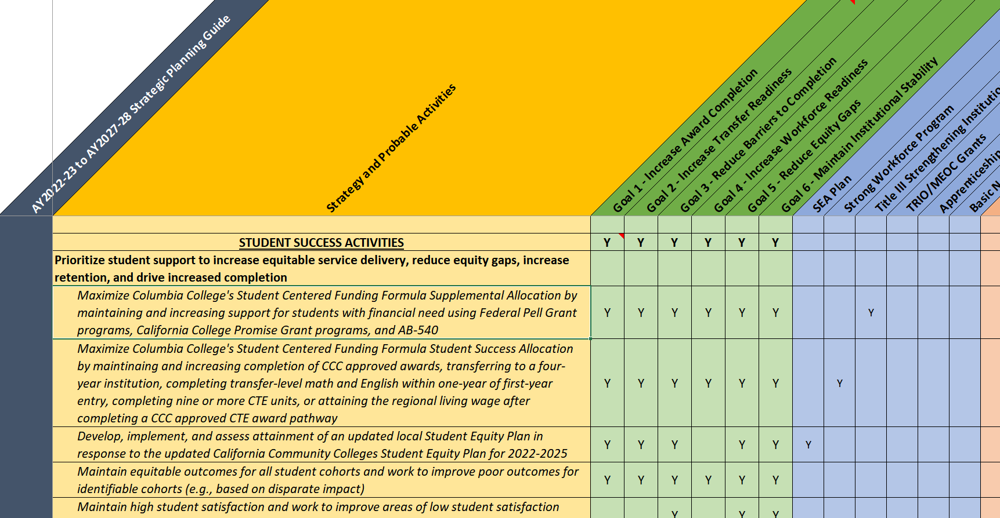 AY2022-23 to AY2027-28 Strategic Planning Guide
Strategy and Probable Activities
Goal 1 - Increase Award Completion
Goal 2 - Increase Transfer Readiness
Goal 3 - Reduce Barriers to Completion
Goal 4 - Increase Workforce Readiness
Goal 5 - Reduce Equity Gaps
Goal 6 - Maintain Institutional Stability
SEA Plan
Strong Workforce Program
Title III Strengthening
TRIO/MEOC Grants
Apprenticeship
Basic
STUDENT SUCCESS ACTIVITIES Y Y Y Y Y Y
Prioritize student support to increase equitable service delivery, reduce equity gaps, increase
retention, and drive increased completion
Maximize Columbia College's Student Centered Funding Formula Supplemental Allocation by
maintaining and increasing support for students with financial need using Federal Pell Grant
programs, California College Promise Grant programs, and AB-540
Y Y Y Y Y Y Y
Maximize Columbia College's Student Centered Funding Formula Student Success Allocation
by maintinaing and increasing completion of CCC approved awards, transferring to a four-
year institution, completing transfer-level math and English within one-year of first-year
entry, completing nine or more CTE units, or attaining the regional living wage after
completing a CCC approved CTE award pathway
Y Y Y Y Y Y Y
Develop, implement, and assess attainment of an updated local Student Equity Plan in
response to the updated California Community Colleges Student Equity Plan for 2022-2025
Y Y Y Y Y Y
Maintain equitable outcomes for all student cohorts and work to improve poor outcomes for
identifiable cohorts (e.g., based on disparate impact)
Y Y Y Y Y Y
Maintain high student satisfaction and work to improve areas of low student satisfaction
Y Y Y